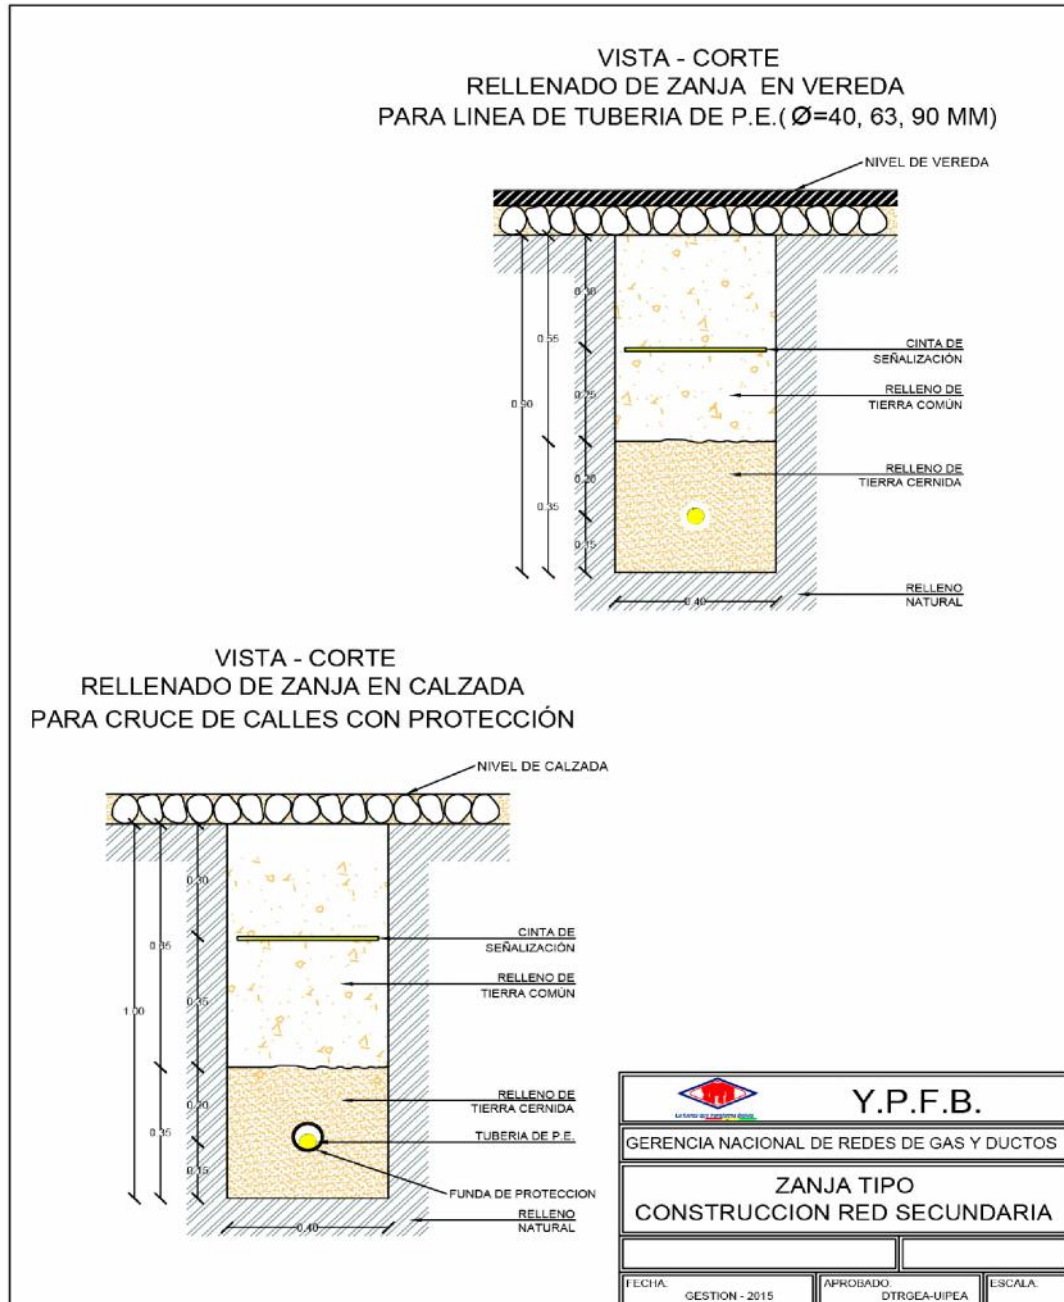 VISTA - CORTE
RELLENADO DE ZANJA EN VEREDA
PARA LINEA DE TUBERIA DE P.E.( Ø=40, 63, 90 MM)
NIVEL DE VEREDA
0.30
0.55
CINTA DE
SEÑALIZACIÓN
0.90
0.25
RELLENO DE
TIERRA COMÚN
RELLENO DE
TIERRA CERNIDA
0.20
0.35
0.15
RELLENO
NATURAL
0.40
VISTA - CORTE
RELLENADO DE ZANJA EN CALZADA
PARA CRUCE DE CALLES CON PROTECCIÓN
NIVEL DE CALZADA
0.30
CINTA DE
SEÑALIZACIÓN
RELLENO DE
TIERRA COMÚN
0.35
1.00
RELLENO DE
TIERRA CERNIDA
0.20
0.35
TUBERIA DE P.E.
0.15
FUNDA DE PROTECCION
RELLENO
NATURAL
0.40
Y.P.F.B.
GERENCIA NACIONAL DE REDES DE GAS Y DUCTOS
ZANJA TIPO
CONSTRUCCION RED SECUNDARIA
FECHA:
GESTION - 2015
APROBADO:
DTRGEA-UIPEA
ESCALA: